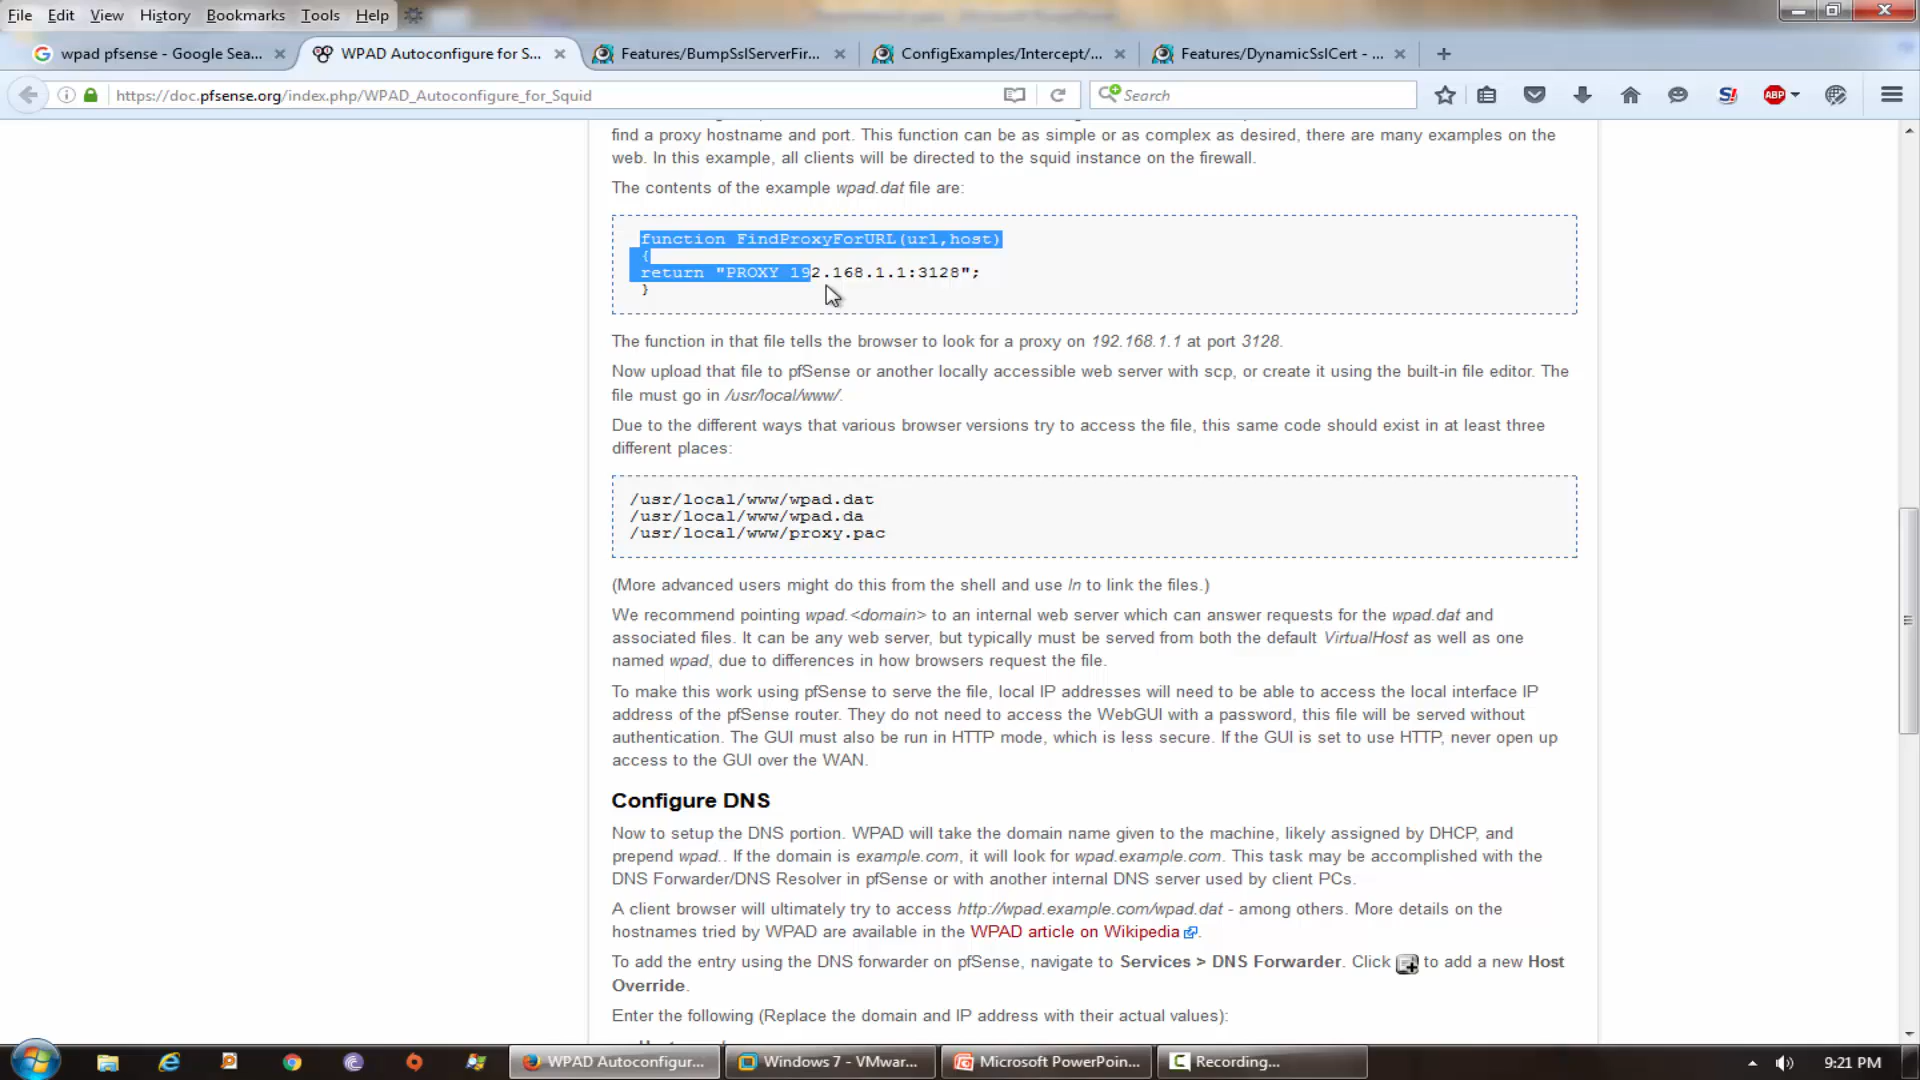 File Edit View History Bookmarks Tools Help
wpad pfsense - Google Sea...
WPAD Autoconfigure for S...
Features/BumpSslServerFir...
ConfigExamples/Intercept/...
Features/DynamicSslCert - ...
https://doc.pfsense.org/index.php/WPAD_Autoconfigure_for_Squid
Search
ABP
find a proxy hostname and port. This function can be as simple or as complex as desired, there are many examples on the
web. In this example, all clients will be directed to the squid instance on the firewall.
The contents of the example wpad.dat file are:
function FindProxyForURL(url,host)
{
return "PROXY 192.168.1.1:3128";
}
The function in that file tells the browser to look for a proxy on 192.168.1.1 at port 3128.
Now upload that file to pfSense or another locally accessible web server with scp, or create it using the built-in file editor. The
file must go in /usr/local/www/.
Due to the different ways that various browser versions try to access the file, this same code should exist in at least three
different places:
/usr/local/www/wpad.dat
/usr/local/www/wpad.da
/usr/local/www/proxy.pac
(More advanced users might do this from the shell and use ln to link the files.)
We recommend pointing wpad.<domain> to an internal web server which can answer requests for the wpad.dat and
associated files. It can be any web server, but typically must be served from both the default VirtualHost as well as one
named wpad, due to differences in how browsers request the file.
To make this work using pfSense to serve the file, local IP addresses will need to be able to access the local interface IP
address of the pfSense router. They do not need to access the WebGUI with a password, this file will be served without
authentication. The GUI must also be run in HTTP mode, which is less secure. If the GUI is set to use HTTP, never open up
access to the GUI over the WAN.
Configure DNS
Now to setup the DNS portion. WPAD will take the domain name given to the machine, likely assigned by DHCP, and
prepend wpad.. If the domain is example.com, it will look for wpad.example.com. This task may be accomplished with the
DNS Forwarder/DNS Resolver in pfSense or with another internal DNS server used by client PCs.
A client browser will ultimately try to access http://wpad.example.com/wpad.dat - among others. More details on the
hostnames tried by WPAD are available in the WPAD article on Wikipedia.
To add the entry using the DNS forwarder on pfSense, navigate to Services > DNS Forwarder. Click to add a new Host
Override.
Enter the following (Replace the domain and IP address with their actual values):
WPAD Autoconfigur...
Windows 7 - VMwar...
Microsoft PowerPoin...
Recording...
9:21 PM